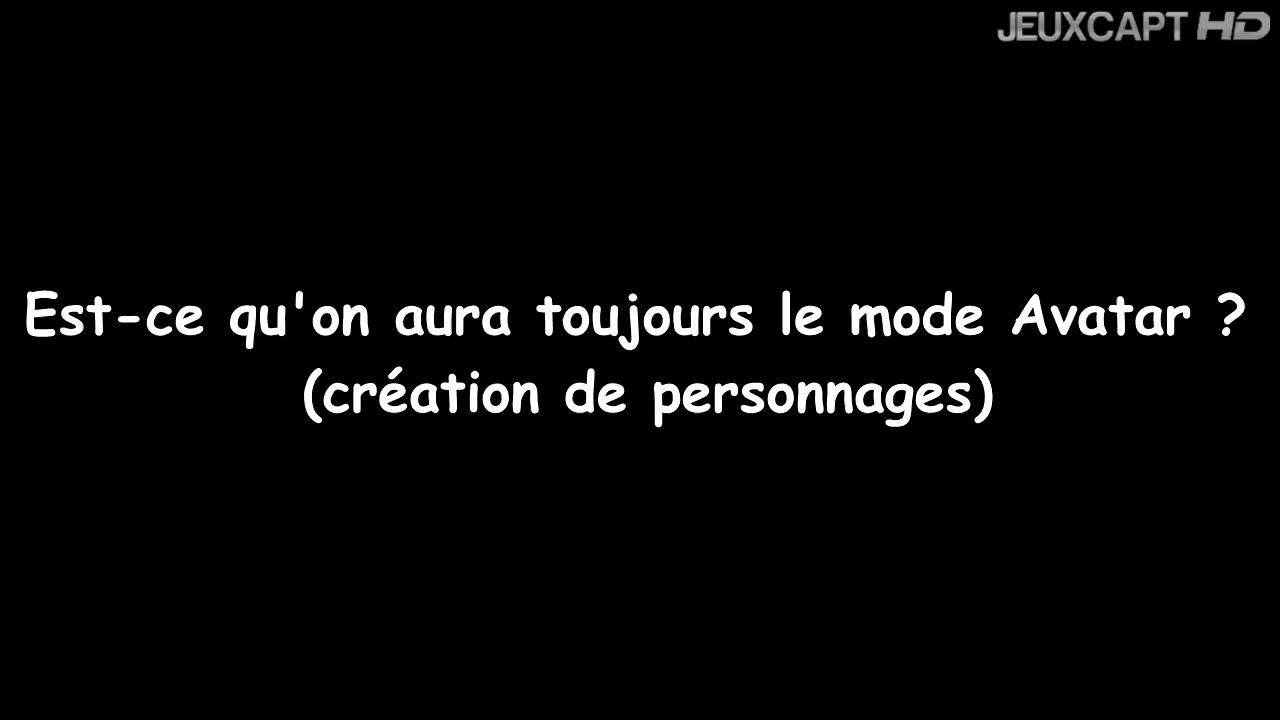 JEUXCAPT HD
Est-ce qu'on aura toujours le mode Avatar ?
(création de personnages)